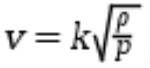 v = k√(ρ/p)